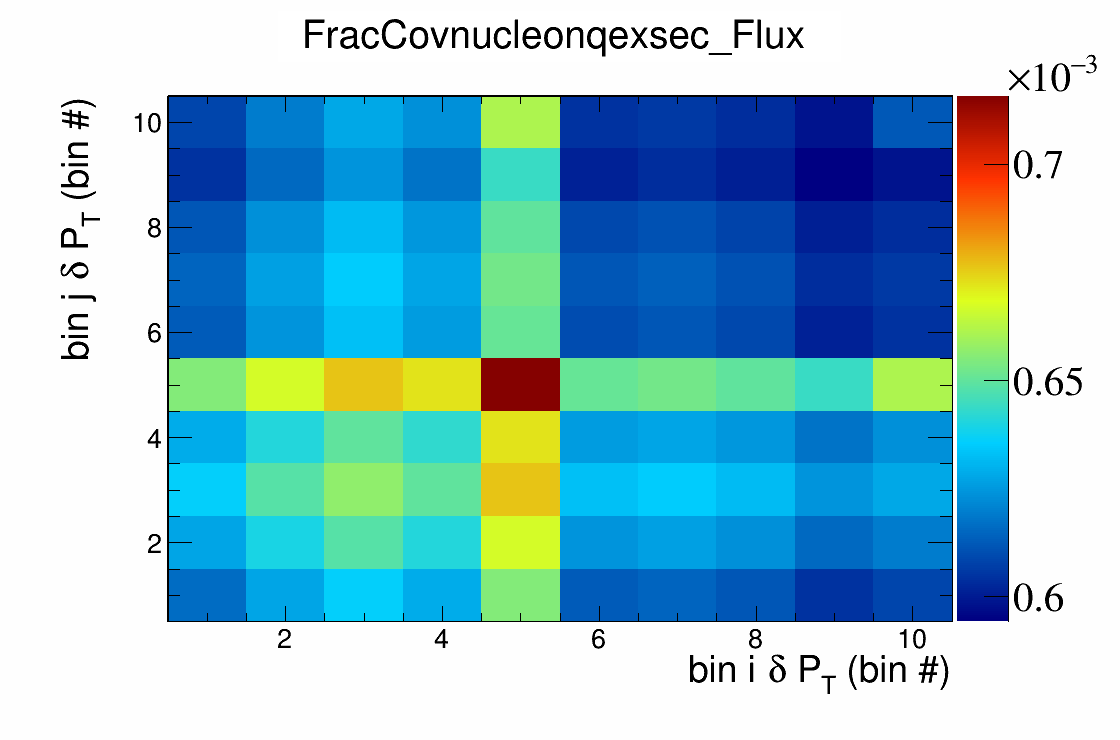 FracCovnucleonqexsec_Flux
×10⁻³
bin j δ P_T (bin #)
10
8
6
4
2
0.7
0.65
0.6
2 4 6 8 10
bin i δ P_T (bin #)